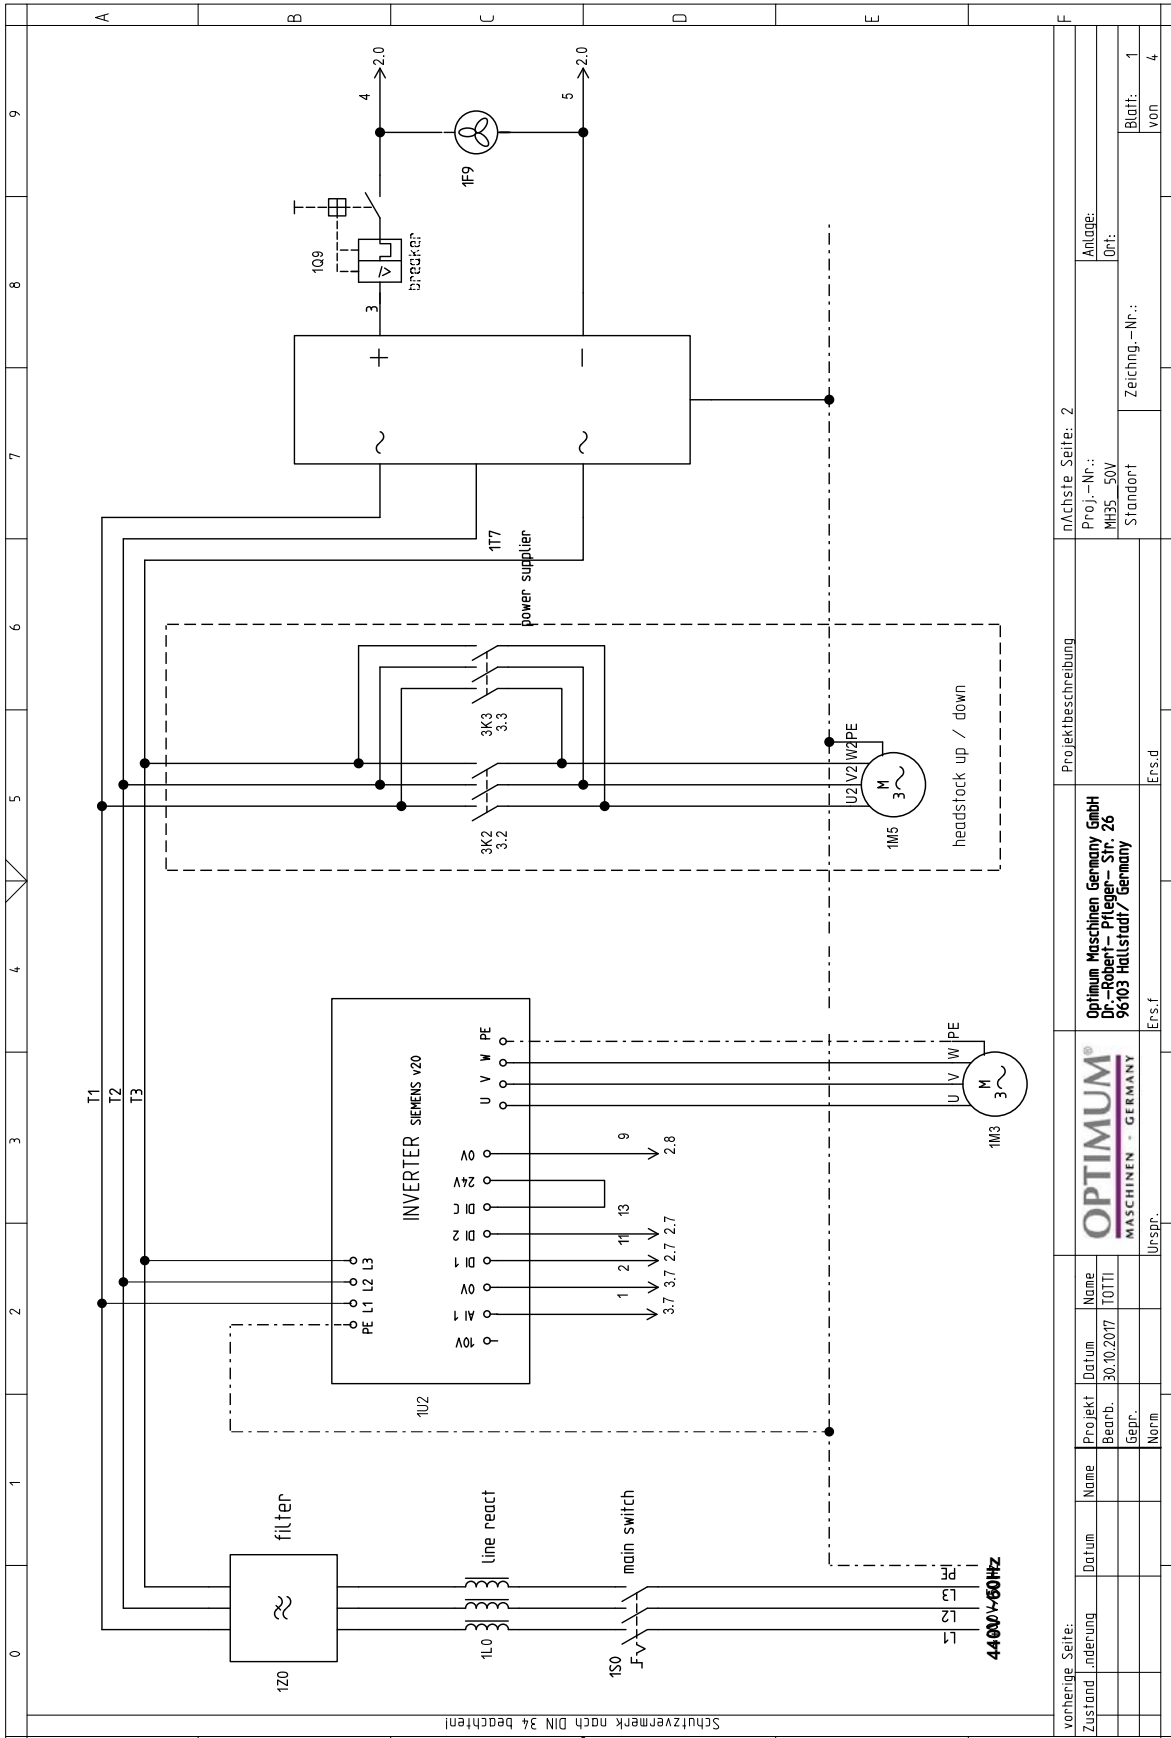 0 1 2 3 4 5 6 7 8 9
A
B
C
D
E
F
Schutzvermerk nach DIN 34 beachten!
T1
T2
T3
1Z0
filter
1L0
line react
1S0
main switch
L1 L2 L3 PE
1U2
PE L1 L2 L3
INVERTER SIEMENS v20
10V AI 1 0V DI 1 DI 2 DI C 24V 0V
U V W PE
1 2 11 13 9
3.7 3.7 2.7 2.7 2.8
U V W PE
1M3
M
3~
3K2
3.2
3K3
3.3
U2 V2 W2 PE
1M5
M
3~
headstock up / down
1T7
power supplier
~ +
~ −
3
1Q9
I>
breaker
4
2.0
1F9
5
2.0
vorherige Seite:
Zustand .nderung Datum Name
Projekt Datum Name
Bearb. 30.10.2017 TOTTI
Gepr.
Norm
Urspr.
OPTIMUM®
MASCHINEN - GERMANY
Optimum Maschinen Germany GmbH
Dr.-Robert- Pfleger- Str. 26
96103 Hallstadt/ Germany
Ers.f
Ers.d
Projektbeschreibung
nÄchste Seite: 2
Proj.-Nr.:
MH35 50V
Standort
Zeichng.-Nr.:
Anlage:
Ort:
Blatt: 1
von 4